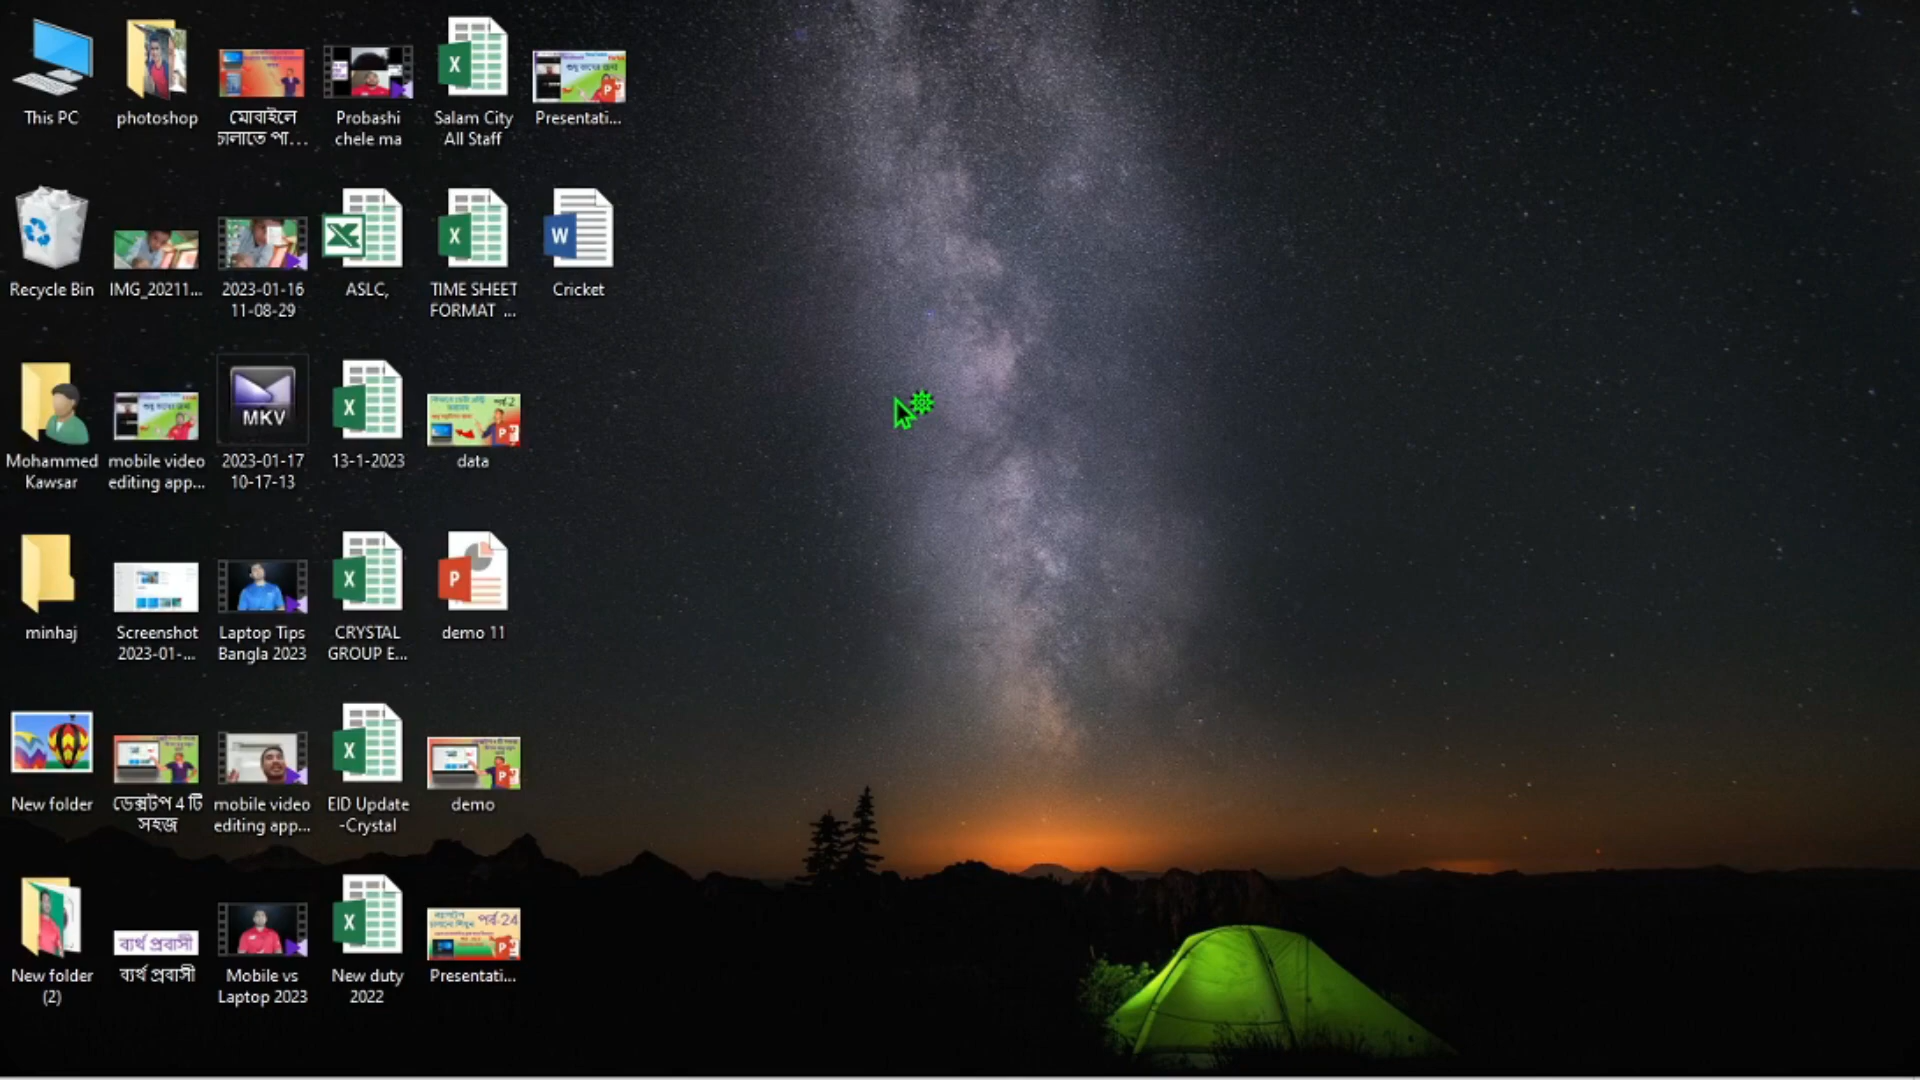 This PC
photoshop
মোবাইলে
চালাতে পা...
Probashi
chele ma
Salam City
All Staff
Presentati...
Recycle Bin
IMG_20211...
2023-01-16
11-08-29
ASLC,
TIME SHEET
FORMAT ...
Cricket
Mohammed
Kawsar
mobile video
editing app...
MKV
2023-01-17
10-17-13
13-1-2023
পর্ব-2
data
minhaj
Screenshot
2023-01-...
Laptop Tips
Bangla 2023
CRYSTAL
GROUP E...
demo 11
New folder
ডেক্সটপ 4 টি
সহজ
mobile video
editing app...
EID Update
-Crystal
demo
New folder
(2)
ব্যর্থ প্রবাসী
ব্যর্থ প্রবাসী
Mobile vs
Laptop 2023
New duty
2022
পর্ব-24
Presentati...